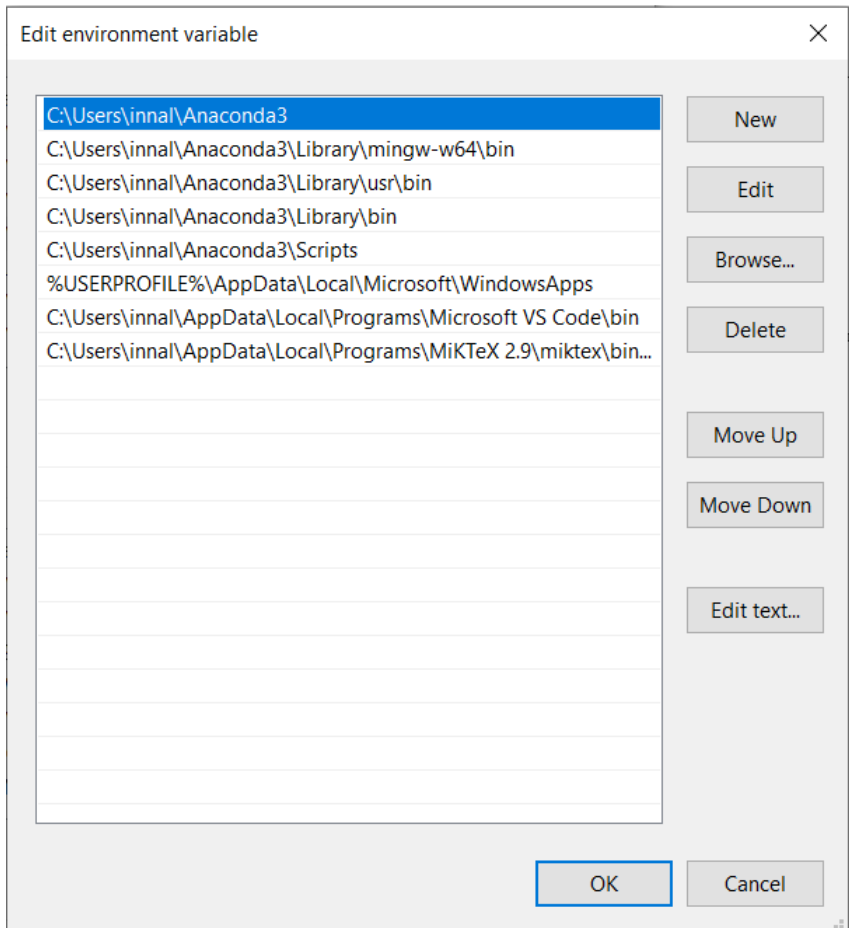 Edit environment variable
C:\Users\innal\Anaconda3
C:\Users\innal\Anaconda3\Library\mingw-w64\bin
C:\Users\innal\Anaconda3\Library\usr\bin
C:\Users\innal\Anaconda3\Library\bin
C:\Users\innal\Anaconda3\Scripts
%USERPROFILE%\AppData\Local\Microsoft\WindowsApps
C:\Users\innal\AppData\Local\Programs\Microsoft VS Code\bin
C:\Users\innal\AppData\Local\Programs\MiKTeX 2.9\miktex\bin...
New
Edit
Browse...
Delete
Move Up
Move Down
Edit text...
OK
Cancel